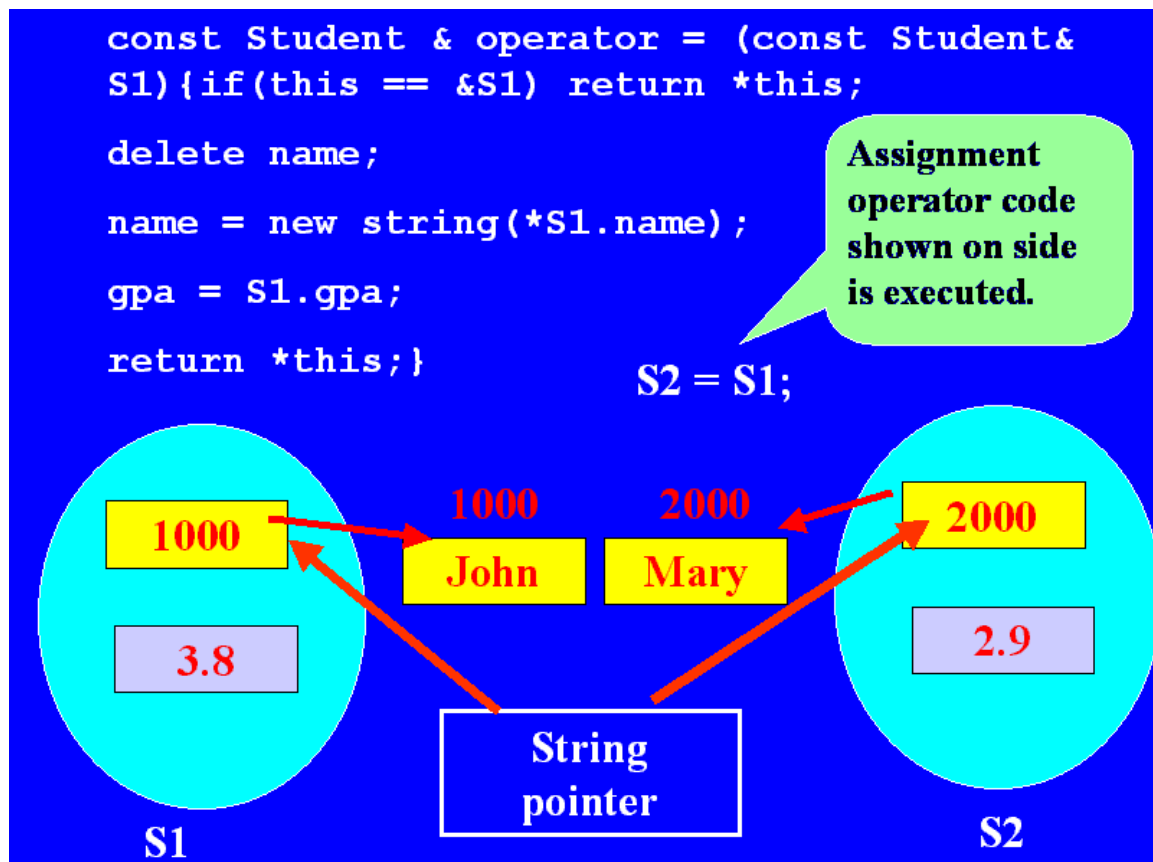 const Student & operator = (const Student&
S1){if(this == &S1) return *this;
delete name;
name = new string(*S1.name);
gpa = S1.gpa;
return *this;}
Assignment
operator code
shown on side
is executed.
S2 = S1;
1000
1000
John
2000
Mary
2000
3.8
2.9
String
pointer
S1
S2